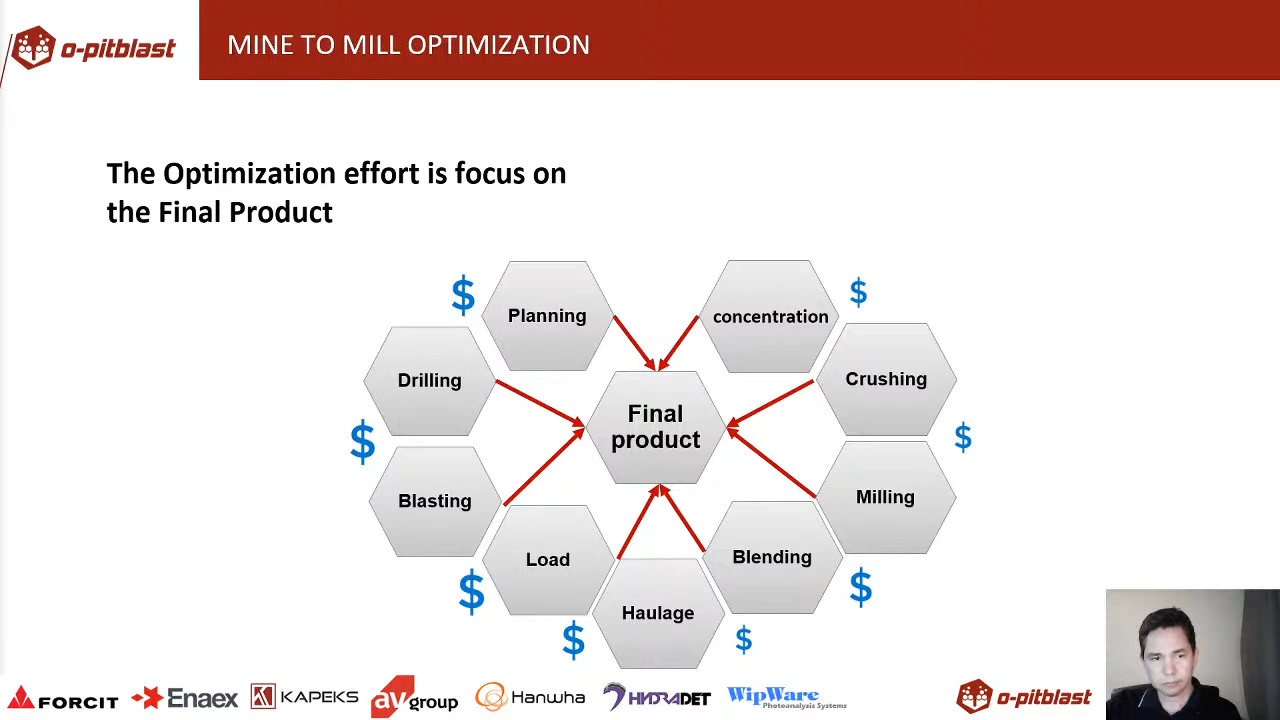 o-pitblast
MINE TO MILL OPTIMIZATION
The Optimization effort is focus on
the Final Product
$
Planning
concentration
$
Drilling
Crushing
Final
product
$
$
Blasting
Milling
Load
Blending
$
$
Haulage
$
$
FORCIT
Enaex
KAPEKS
av group
Hanwha
HYDRADET
WipWare
Photoanalysis Systems
o-pitblast